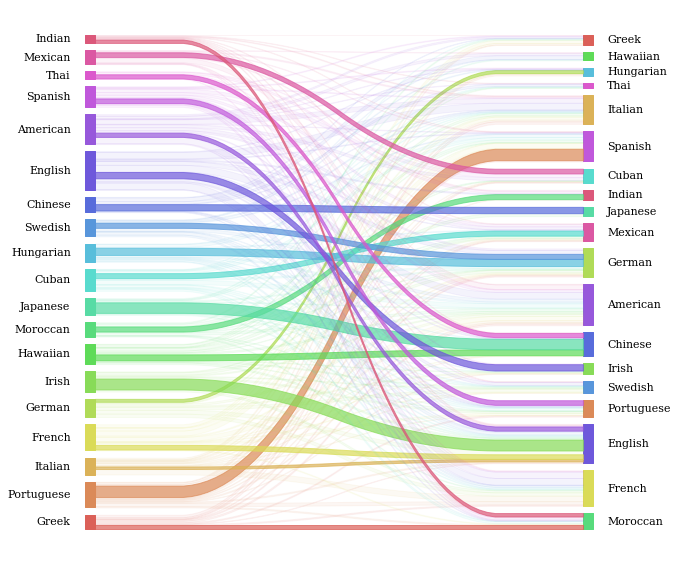 Indian
Mexican
Thai
Spanish
American
English
Chinese
Swedish
Hungarian
Cuban
Japanese
Moroccan
Hawaiian
Irish
German
French
Italian
Portuguese
Greek
Greek
Hawaiian
Hungarian
Thai
Italian
Spanish
Cuban
Indian
Japanese
Mexican
German
American
Chinese
Irish
Swedish
Portuguese
English
French
Moroccan